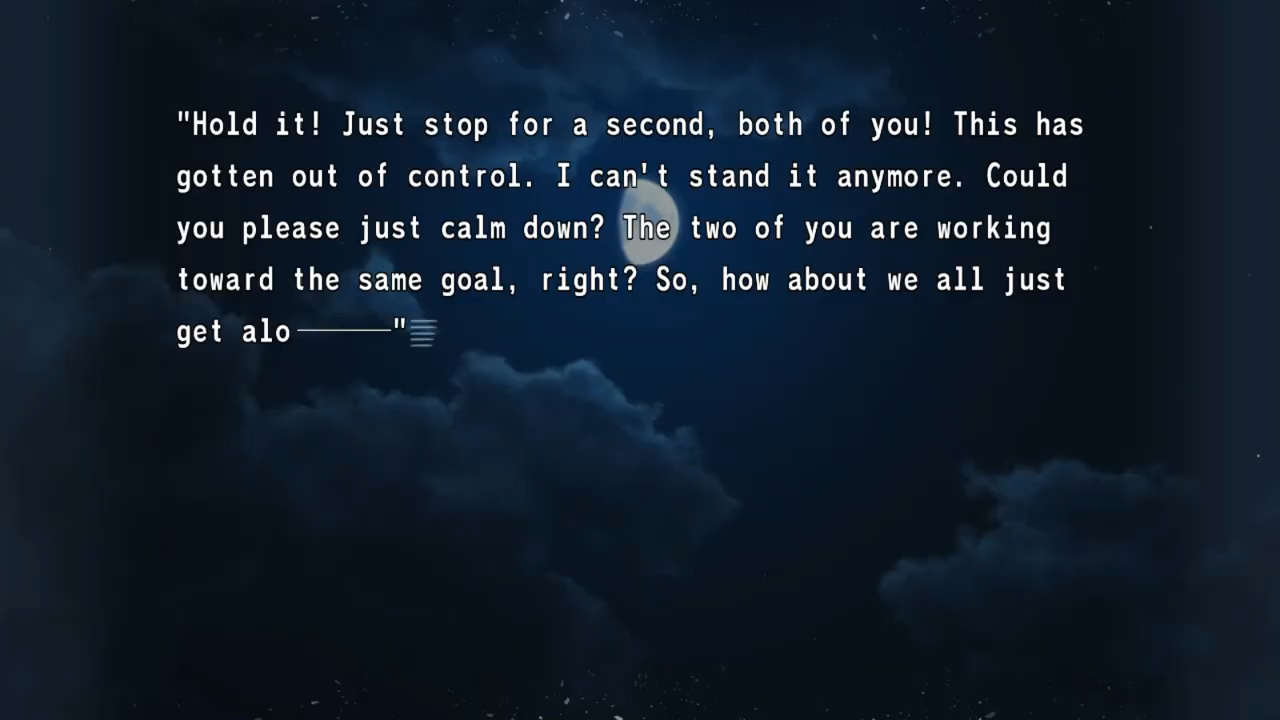 "Hold it! Just stop for a second, both of you! This has
gotten out of control. I can't stand it anymore. Could
you please just calm down? The two of you are working
toward the same goal, right? So, how about we all just
get alo―――"